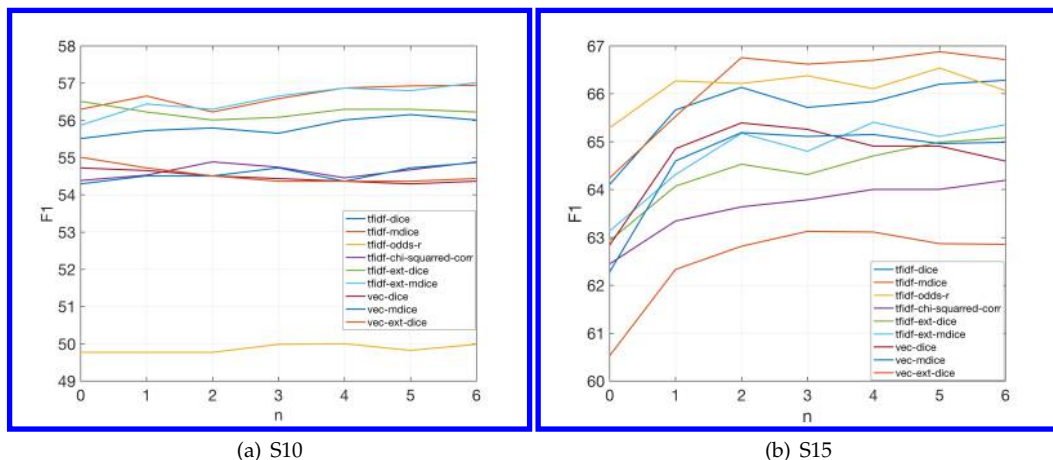 58
57
56
55
54
53
52
51
50
49
F1
0 1 2 3 4 5 6
n
tfidf-dice
tfidf-mdice
tfidf-odds-r
tfidf-chi-squarred-corr
tfidf-ext-dice
tfidf-ext-mdice
vec-dice
vec-mdice
vec-ext-dice
(a) S10
67
66
65
64
63
62
61
60
F1
0 1 2 3 4 5 6
n
tfidf-dice
tfidf-mdice
tfidf-odds-r
tfidf-chi-squarred-corr
tfidf-ext-dice
tfidf-ext-mdice
vec-dice
vec-mdice
vec-ext-dice
(b) S15